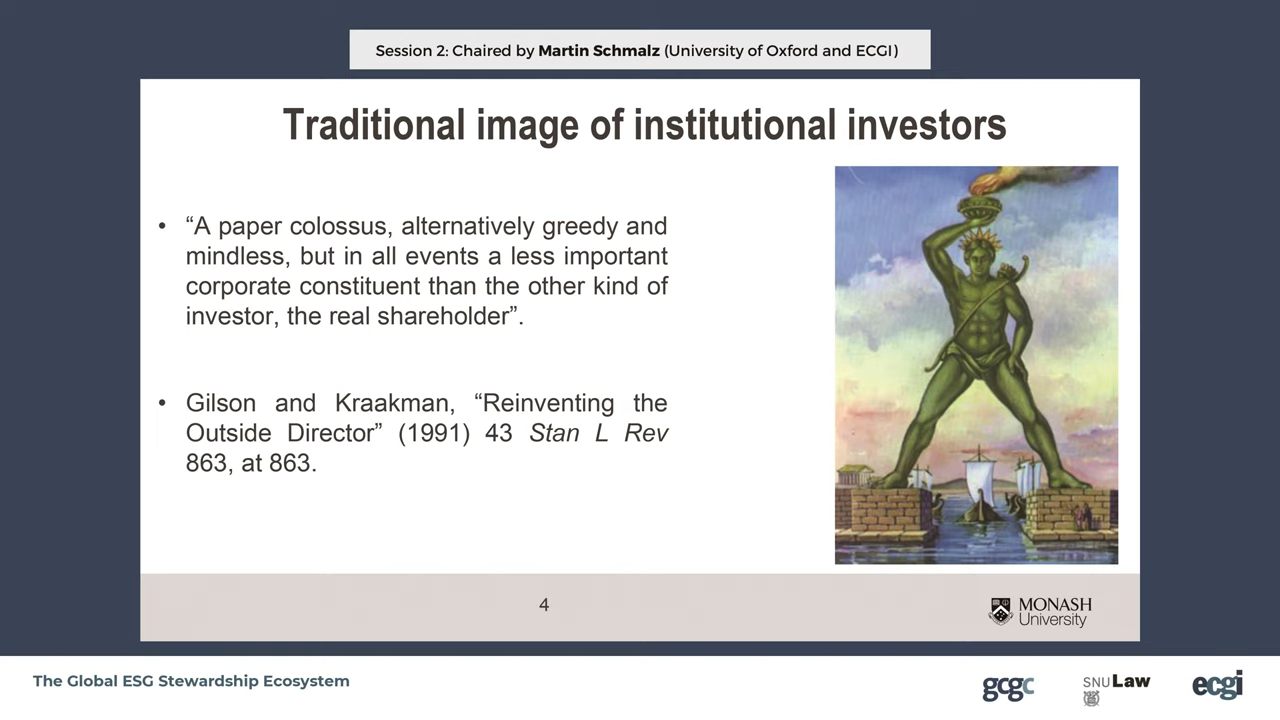 Session 2: Chaired by Martin Schmalz (University of Oxford and ECGI)
Traditional image of institutional investors
• “A paper colossus, alternatively greedy and
mindless, but in all events a less important
corporate constituent than the other kind of
investor, the real shareholder”.
• Gilson and Kraakman, “Reinventing the
Outside Director” (1991) 43 Stan L Rev
863, at 863.
4
MONASH
University
The Global ESG Stewardship Ecosystem
gcgc
SNU Law
ecgi